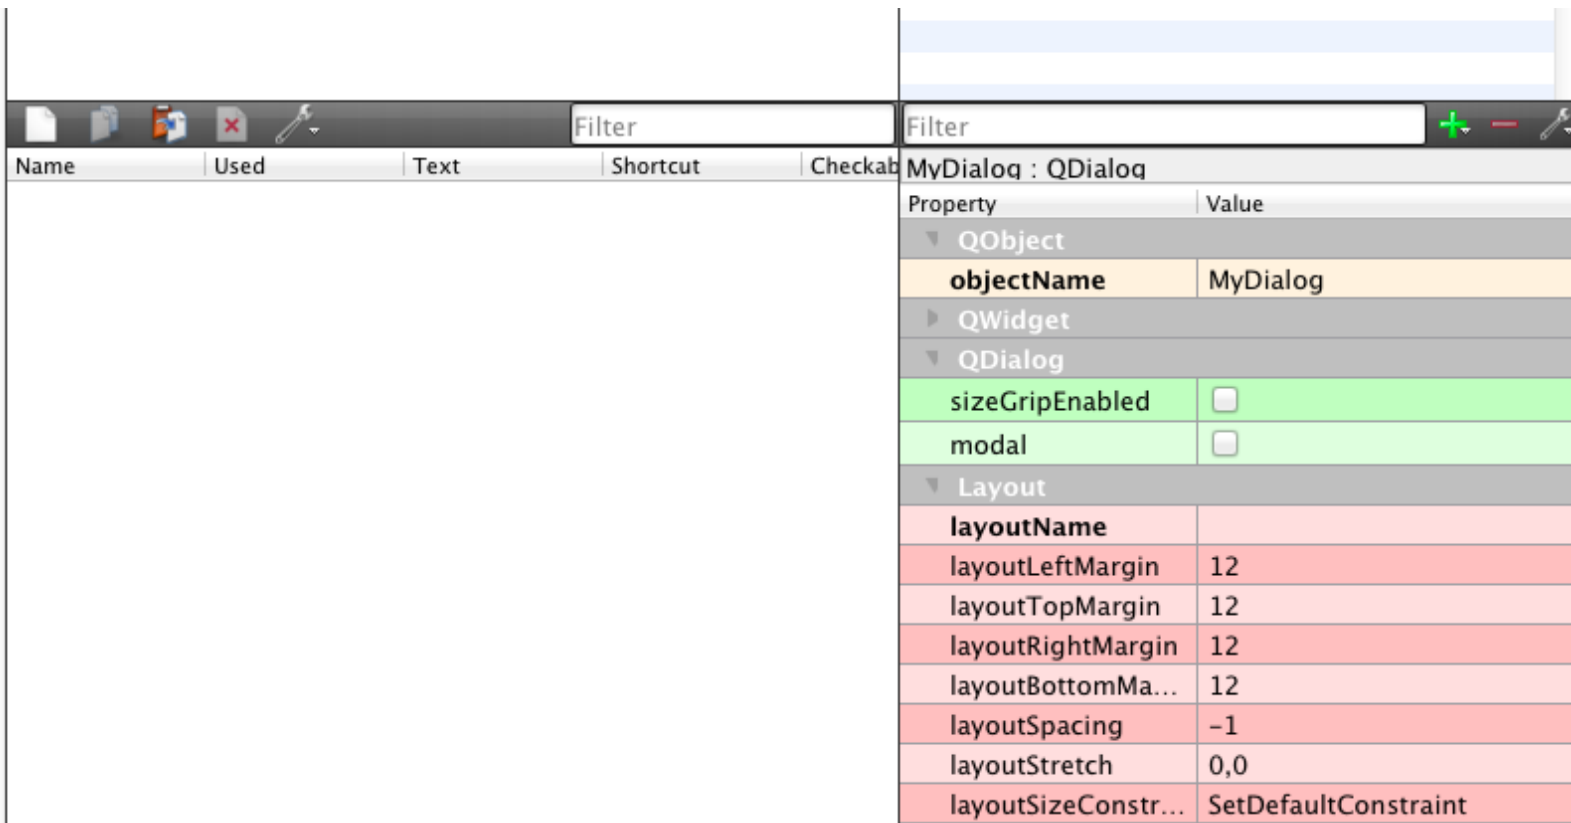 Filter
Name Used Text Shortcut Checkab
Filter
MyDialog : QDialog
Property Value
QObject
objectName MyDialog
QWidget
QDialog
sizeGripEnabled
modal
Layout
layoutName
layoutLeftMargin 12
layoutTopMargin 12
layoutRightMargin 12
layoutBottomMa... 12
layoutSpacing -1
layoutStretch 0,0
layoutSizeConstr... SetDefaultConstraint